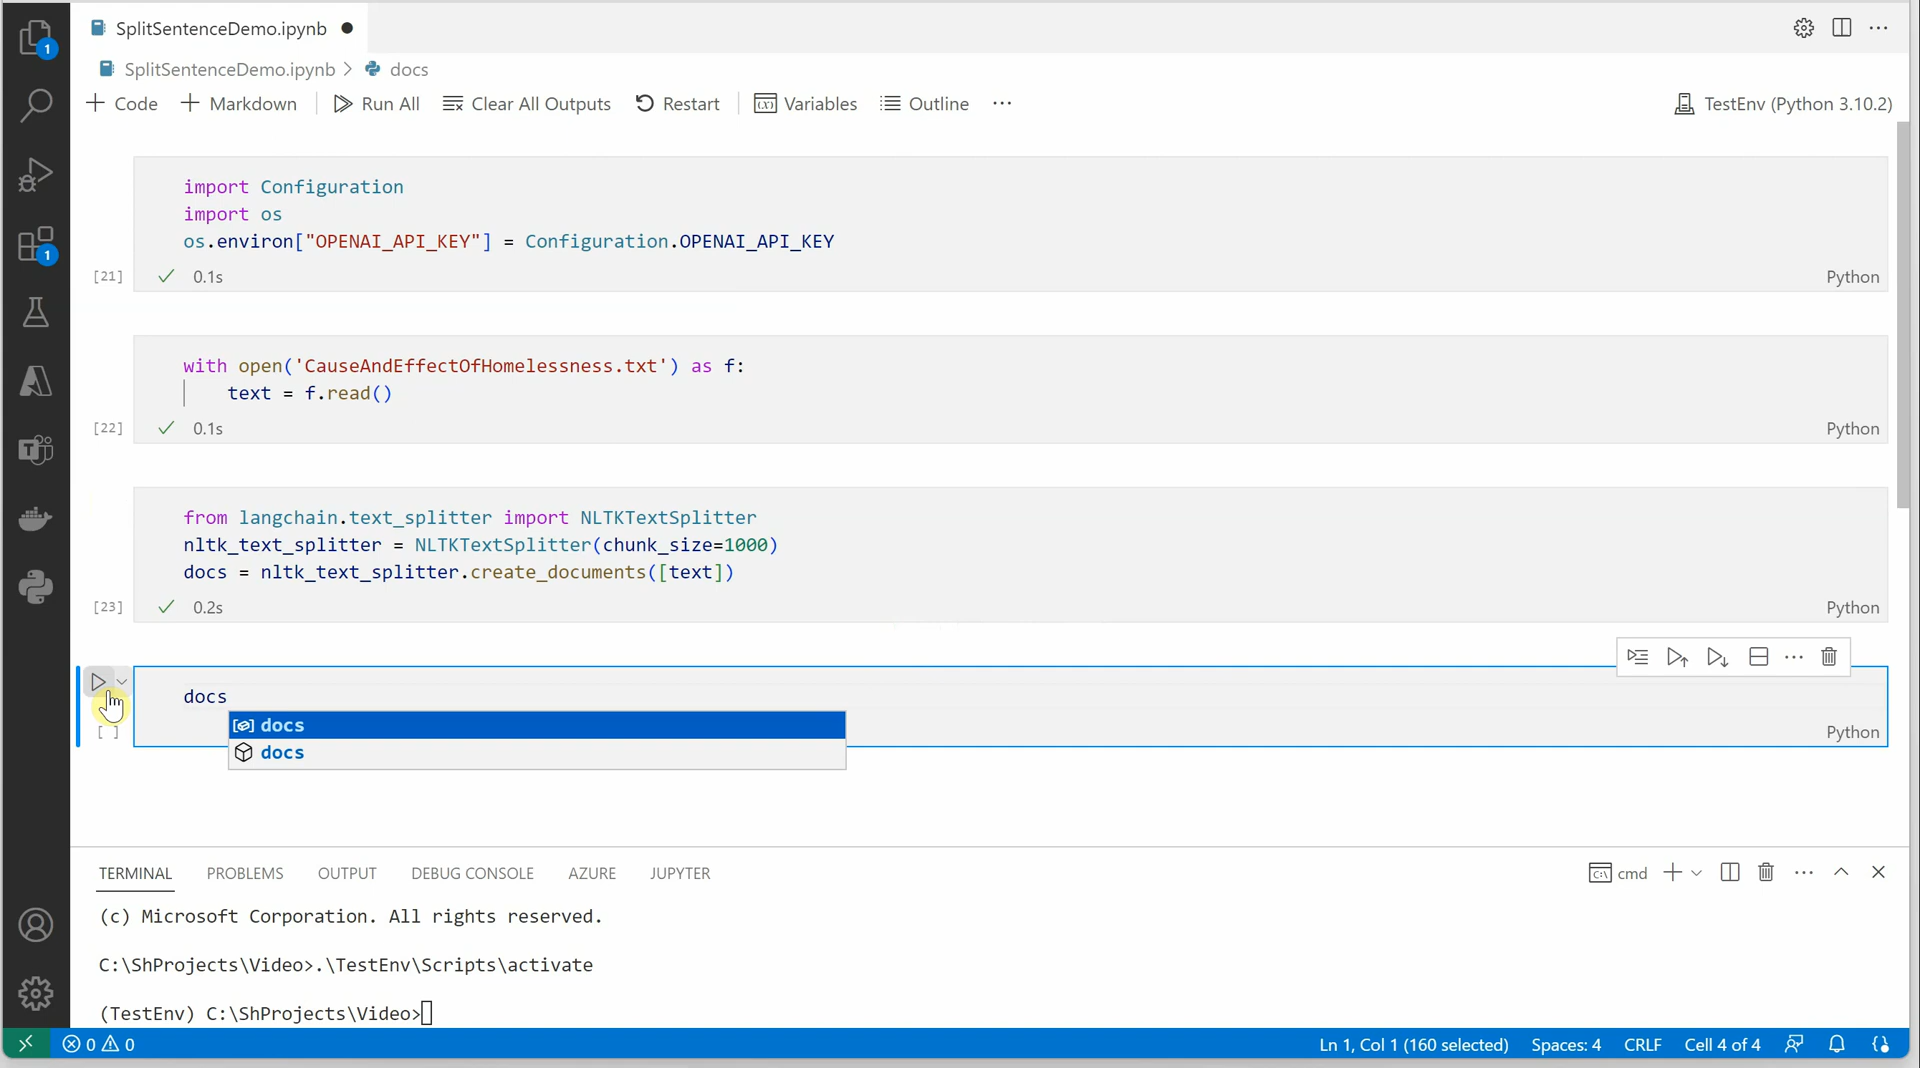 SplitSentenceDemo.ipynb
SplitSentenceDemo.ipynb > docs
+ Code + Markdown Run All Clear All Outputs Restart Variables Outline ...
TestEnv (Python 3.10.2)
import Configuration
import os
os.environ["OPENAI_API_KEY"] = Configuration.OPENAI_API_KEY
[21] ✓ 0.1s Python
with open('CauseAndEffectOfHomelessness.txt') as f:
    text = f.read()
[22] ✓ 0.1s Python
from langchain.text_splitter import NLTKTextSplitter
nltk_text_splitter = NLTKTextSplitter(chunk_size=1000)
docs = nltk_text_splitter.create_documents([text])
[23] ✓ 0.2s Python
docs
docs
docs
[ ] Python
TERMINAL PROBLEMS OUTPUT DEBUG CONSOLE AZURE JUPYTER
cmd
(c) Microsoft Corporation. All rights reserved.
C:\ShProjects\Video>.\TestEnv\Scripts\activate
(TestEnv) C:\ShProjects\Video>
0 0 Ln 1, Col 1 (160 selected) Spaces: 4 CRLF Cell 4 of 4
1
1